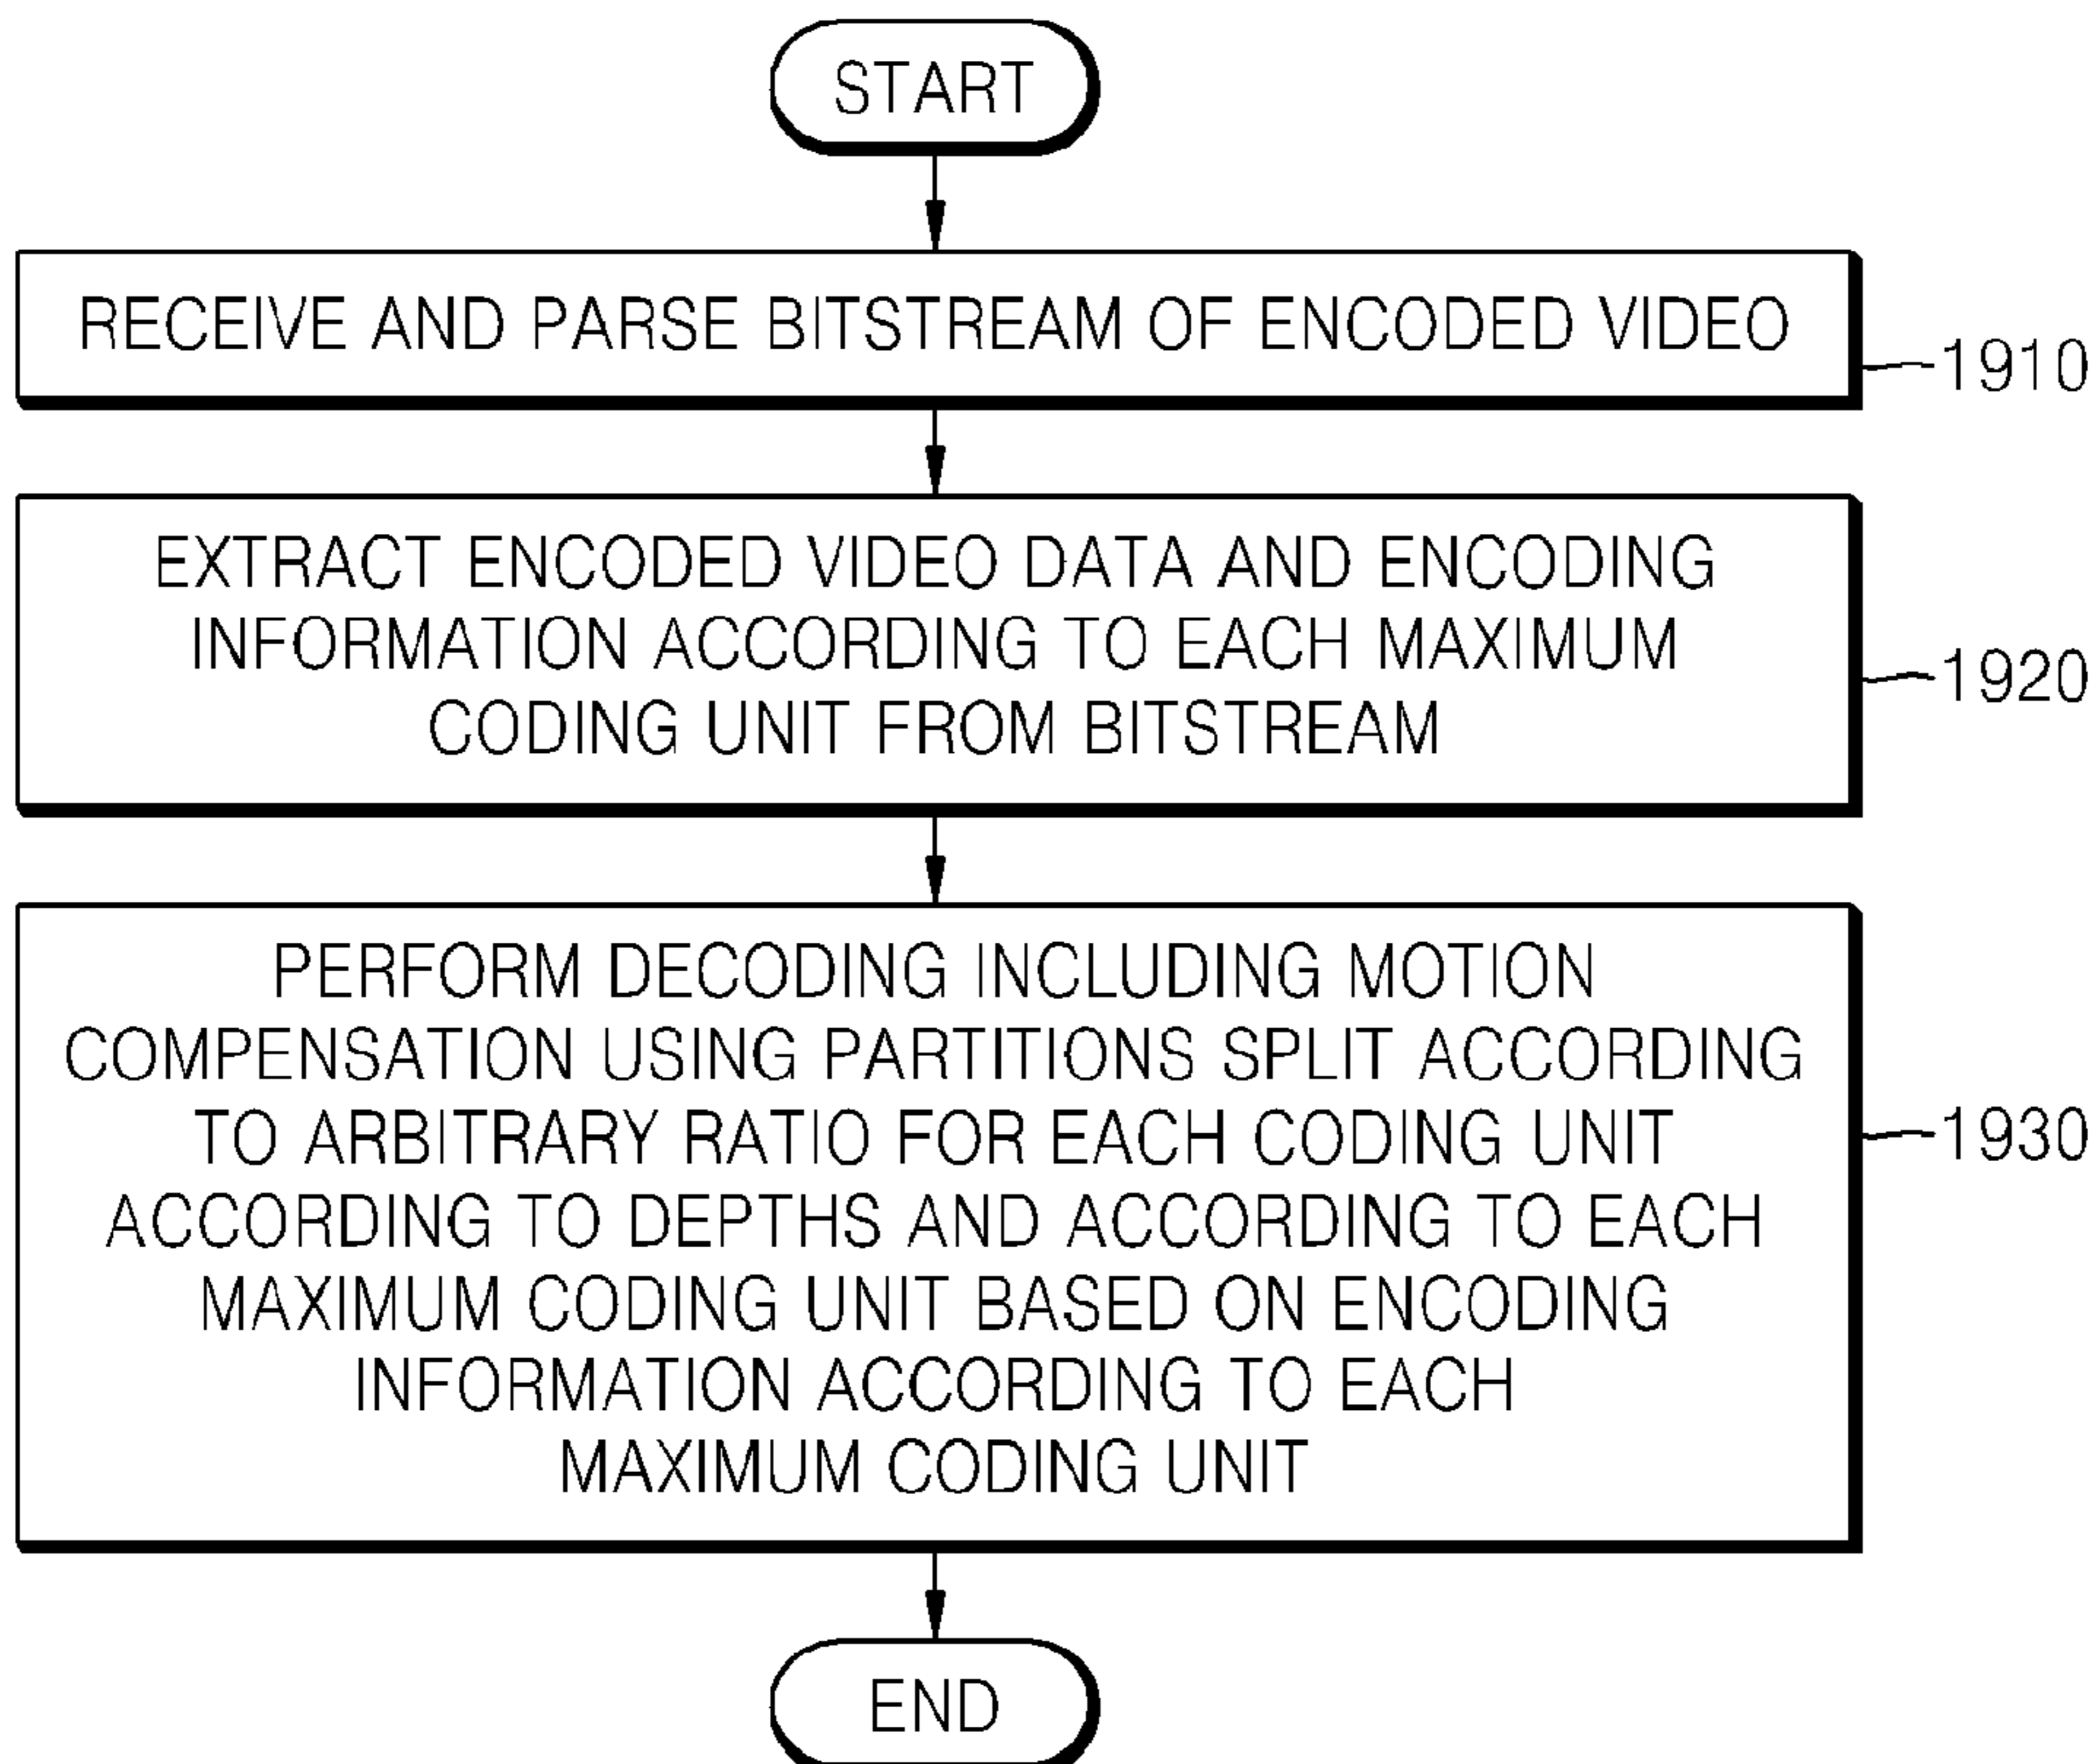 START
RECEIVE AND PARSE BITSTREAM OF ENCODED VIDEO
1910
EXTRACT ENCODED VIDEO DATA AND ENCODING
INFORMATION ACCORDING TO EACH MAXIMUM
CODING UNIT FROM BITSTREAM
1920
PERFORM DECODING INCLUDING MOTION
COMPENSATION USING PARTITIONS SPLIT ACCORDING
TO ARBITRARY RATIO FOR EACH CODING UNIT
ACCORDING TO DEPTHS AND ACCORDING TO EACH
MAXIMUM CODING UNIT BASED ON ENCODING
INFORMATION ACCORDING TO EACH
MAXIMUM CODING UNIT
1930
END